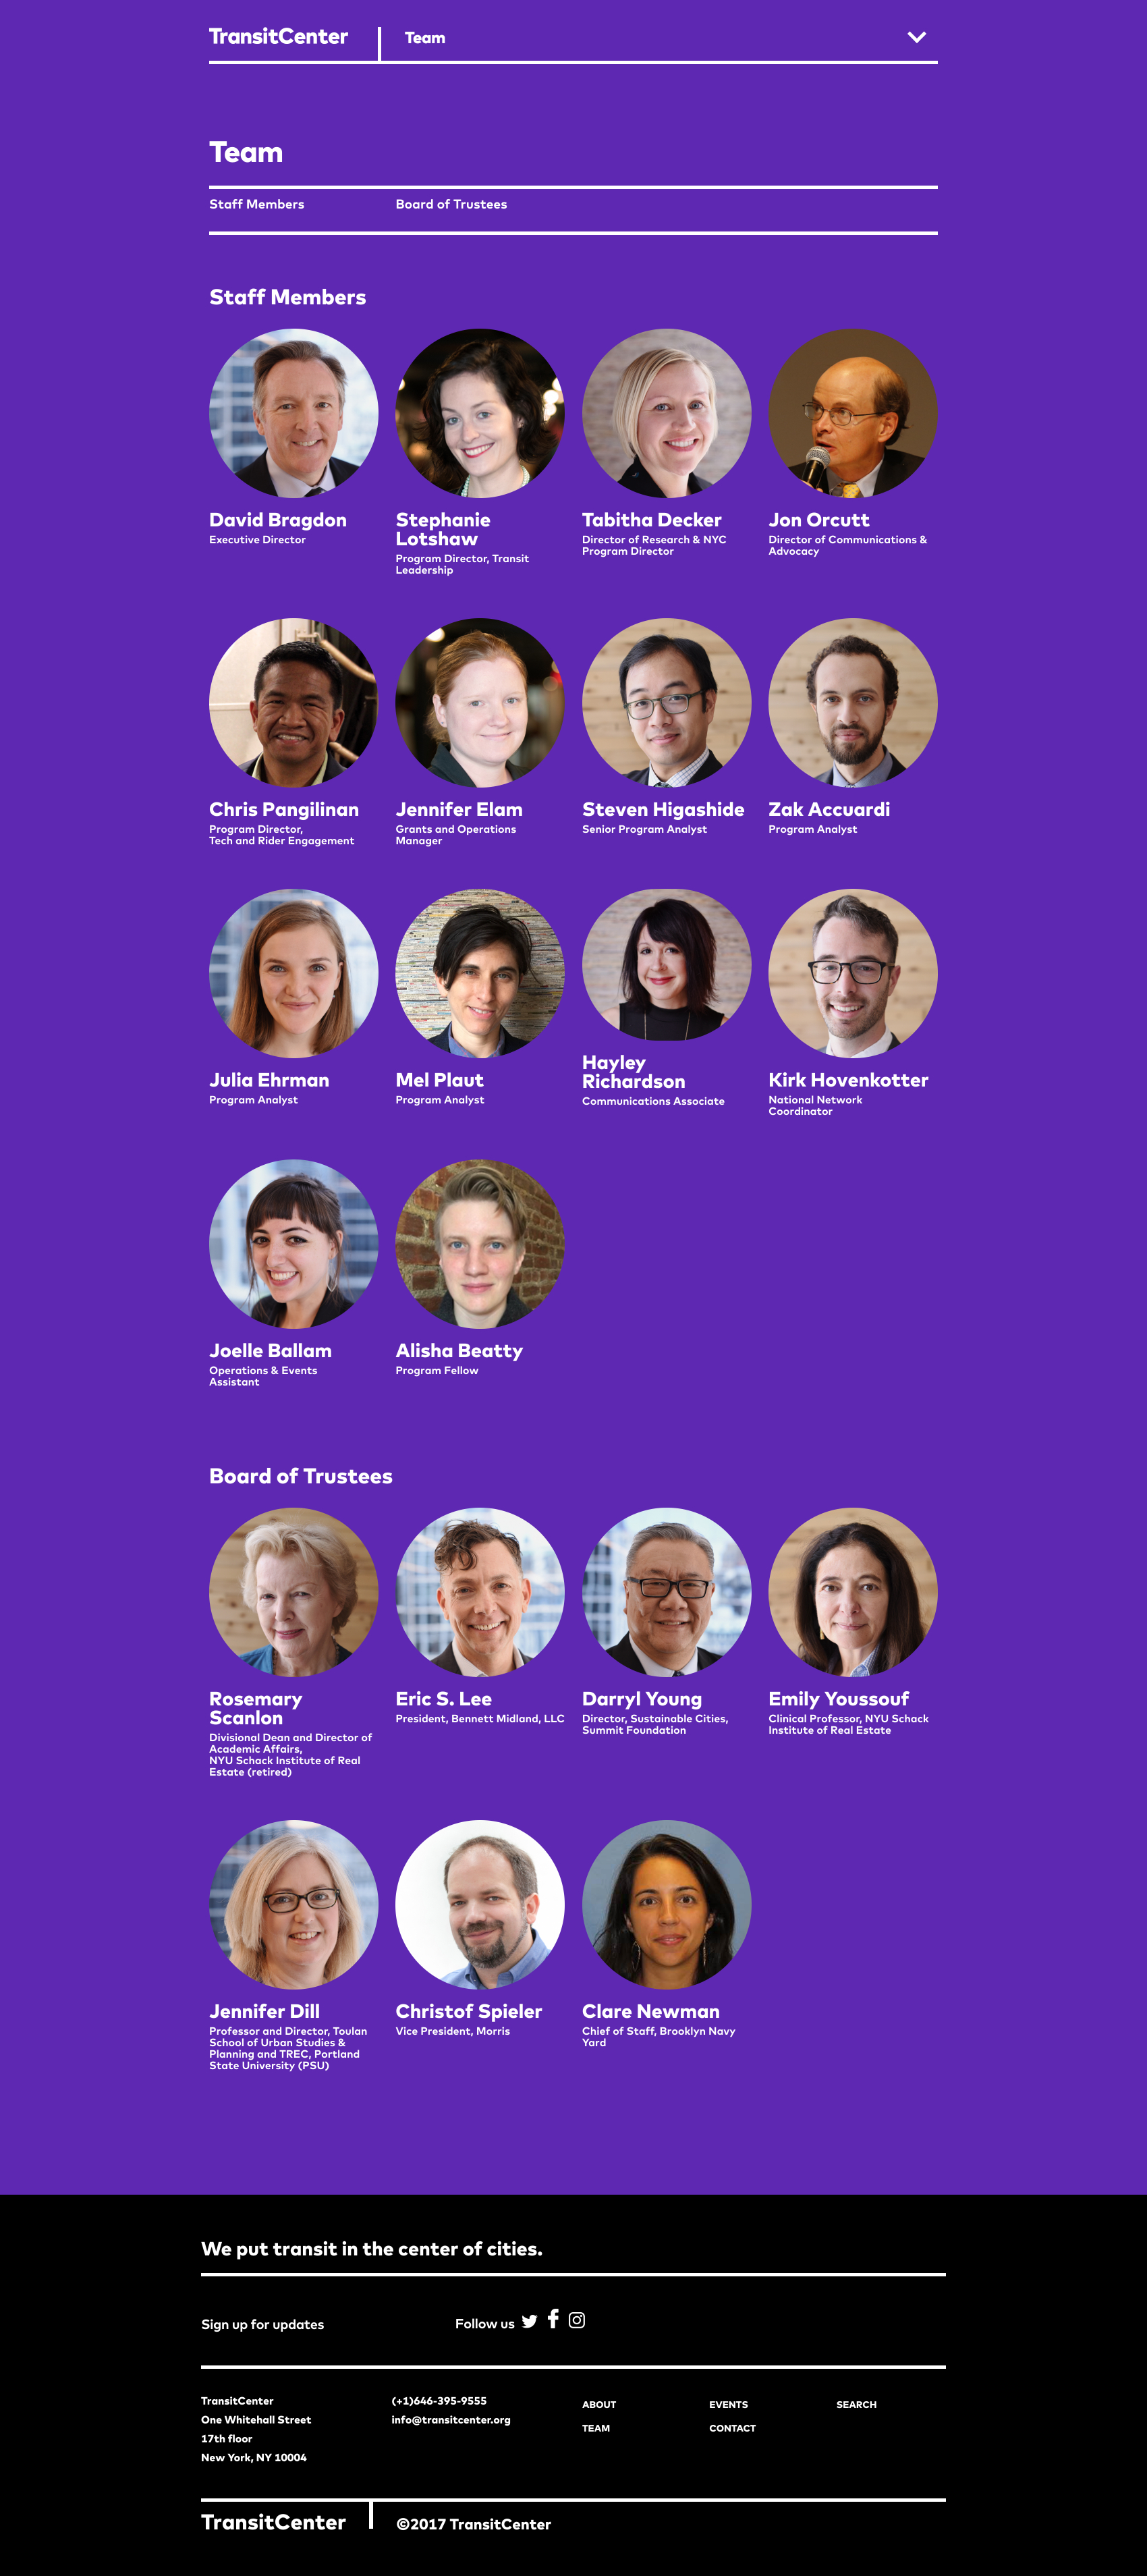 TransitCenter
Team
Team
Staff Members
Board of Trustees
Staff Members
David Bragdon
Executive Director
Stephanie
Lotshaw
Program Director, Transit
Leadership
Tabitha Decker
Director of Research & NYC
Program Director
Jon Orcutt
Director of Communications &
Advocacy
Chris Pangilinan
Program Director,
Tech and Rider Engagement
Jennifer Elam
Grants and Operations
Manager
Steven Higashide
Senior Program Analyst
Zak Accuardi
Program Analyst
Julia Ehrman
Program Analyst
Mel Plaut
Program Analyst
Hayley
Richardson
Communications Associate
Kirk Hovenkotter
National Network
Coordinator
Joelle Ballam
Operations & Events
Assistant
Alisha Beatty
Program Fellow
Board of Trustees
Rosemary
Scanlon
Divisional Dean and Director of
Academic Affairs,
NYU Schack Institute of Real
Estate (retired)
Eric S. Lee
President, Bennett Midland, LLC
Darryl Young
Director, Sustainable Cities,
Summit Foundation
Emily Youssouf
Clinical Professor, NYU Schack
Institute of Real Estate
Jennifer Dill
Professor and Director, Toulan
School of Urban Studies &
Planning and TREC, Portland
State University (PSU)
Christof Spieler
Vice President, Morris
Clare Newman
Chief of Staff, Brooklyn Navy
Yard
We put transit in the center of cities.
Sign up for updates
Follow us
TransitCenter
One Whitehall Street
17th floor
New York, NY 10004
(+1)646-395-9555
info@transitcenter.org
ABOUT
EVENTS
SEARCH
TEAM
CONTACT
TransitCenter
©2017 TransitCenter